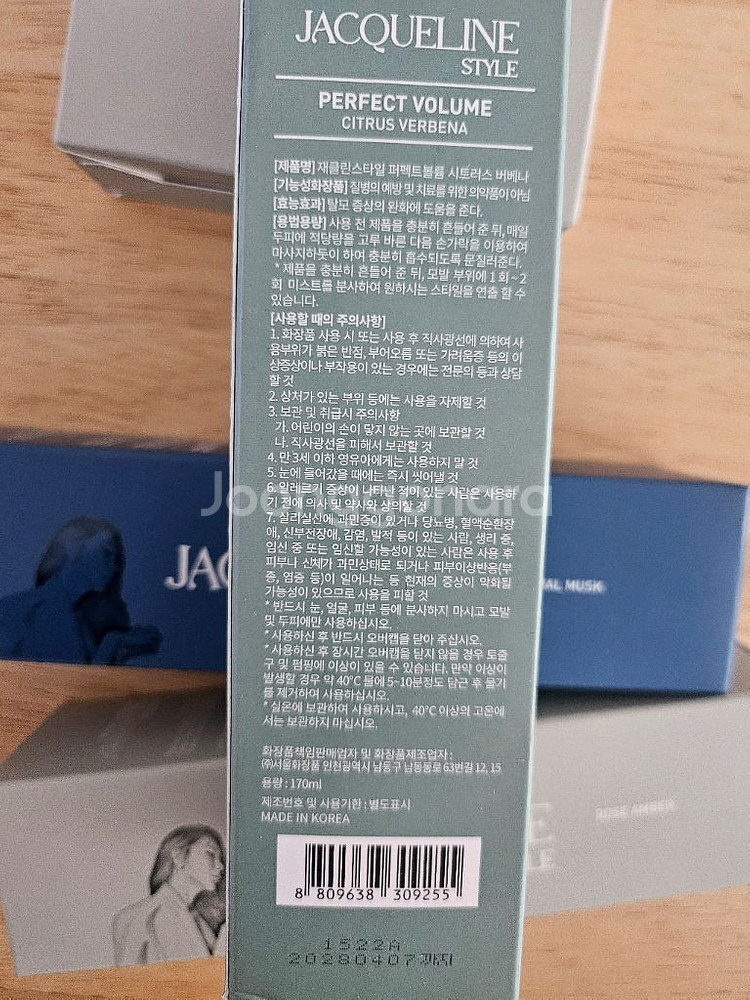 JACQUELINE
STYLE
PERFECT VOLUME
CITRUS VERBENA
[제품명] 재클린스타일 퍼펙트볼륨 시트러스 버베나
[기능성화장품] 질병의 예방 및 치료를 위한 의약품이 아님
[효능효과] 탈모 증상의 완화에 도움을 준다.
[용법용량] 사용 전 제품을 충분히 흔들어 준 뒤, 매일
두피에 적당량을 고루 바른 다음 손가락을 이용하여
마사지하듯이 하여 충분히 흡수되도록 문질러준다.
* 제품을 충분히 흔들어 준 뒤, 모발 부위에 1회~2
회 미스트를 분사하여 원하시는 스타일을 연출 할 수
있습니다.
[사용할 때의 주의사항]
1. 화장품 사용 시 또는 사용 후 직사광선에 의하여 사
용부위가 붉은 반점, 부어오름 또는 가려움증 등의 이
상증상이나 부작용이 있는 경우에는 전문의 등과 상담
할 것
2. 상처가 있는 부위 등에는 사용을 자제할 것
3. 보관 및 취급시 주의사항
가. 어린이의 손이 닿지 않는 곳에 보관할 것
나. 직사광선을 피해서 보관할 것
4. 만 3세 이하 영유아에게는 사용하지 말 것
5. 눈에 들어갔을 때에는 즉시 씻어낼 것
6. 알레르기 증상이 나타난 적이 있는 사람은 사용하
기 전에 의사 및 약사와 상의할 것
7. 살리실산에 과민증이 있거나 당뇨병, 혈액순환장
애, 신부전장애, 감염, 발적 등이 있는 사람, 생리 중,
임신 중 또는 임신할 가능성이 있는 사람은 사용 후
피부나 신체가 과민상태로 되거나 피부이상반응(부
종, 염증 등)이 일어나는 등 현재의 증상이 악화될
가능성이 있으므로 사용을 피할 것
* 반드시 눈, 얼굴, 피부 등에 분사하지 마시고 모발
및 두피에만 사용하십시오.
* 사용하신 후 반드시 오버캡을 닫아 주십시오.
* 사용하신 후 장시간 오버캡을 닫지 않을 경우 토출
구 및 펌핑에 이상이 있을 수 있습니다. 만약 이상이
발생할 경우 약 40℃ 물에 5~10분정도 담근 후 물기
를 제거하여 사용하십시오.
* 실온에 보관하여 사용하시고, 40℃ 이상의 고온에
서는 보관하지 마십시오.
화장품책임판매업자 및 화장품제조업자 :
㈜서울화장품 인천광역시 남동구 남동동로 63번길 12, 15
용량 : 170ml
제조번호 및 사용기한 : 별도표시
MADE IN KOREA
8 809638 309255
1522A
20280407까지
JAC
AL MUSK
ROSE AMBER
E
LE
Joonggonara